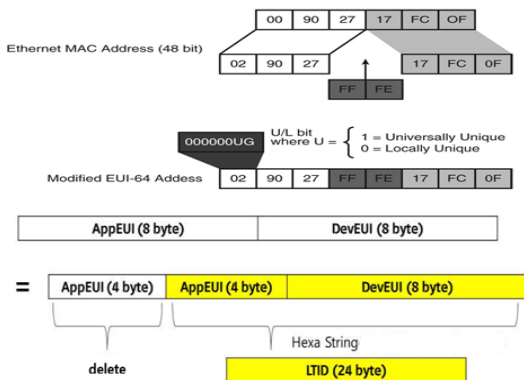 00 90 27 17 FC OF
Ethernet MAC Address (48 bit)
02 90 27 17 FC 0F
FF FE
000000UG
U/L bit
where U =
1 = Universally Unique
0 = Locally Unique
Modified EUI-64 Addess
02 90 27 FF FE 17 FC 0F
AppEUI (8 byte) DevEUI (8 byte)
= AppEUI (4 byte) AppEUI (4 byte) DevEUI (8 byte)
Hexa String
delete
LTID (24 byte)